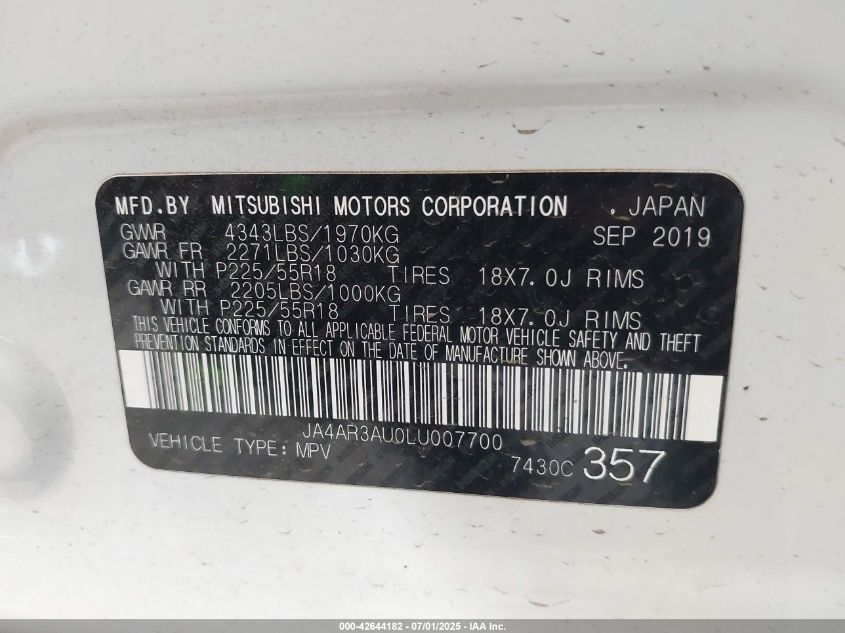 MFD.BY MITSUBISHI MOTORS CORPORATION , JAPAN
GVWR 4343LBS/1970KG SEP 2019
GAWR FR 2271LBS/1030KG
WITH P225/55R18 TIRES 18X7.0J RIMS
GAWR RR 2205LBS/1000KG
WITH P225/55R18 TIRES 18X7.0J RIMS
THIS VEHICLE CONFORMS TO ALL APPLICABLE FEDERAL MOTOR VEHICLE SAFETY AND THEFT
PREVENTION STANDARDS IN EFFECT ON THE DATE OF MANUFACTURE SHOWN ABOVE.
JA4AR3AU0LU007700
VEHICLE TYPE: MPV 7430C 357
000-42644182 - 07/01/2025 - IAA Inc.